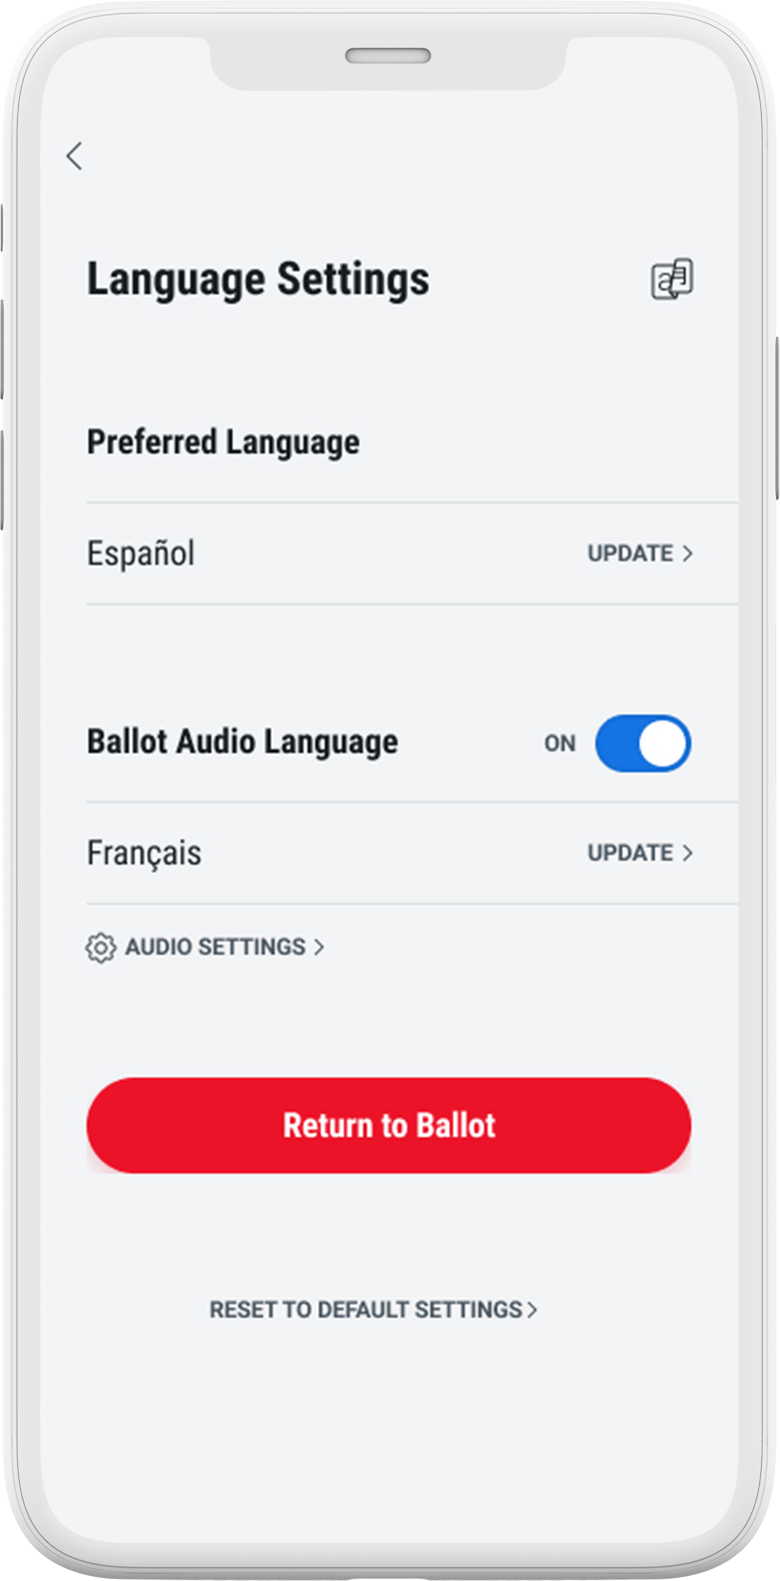 Language Settings
Preferred Language
Español UPDATE >
Ballot Audio Language ON
Français UPDATE >
AUDIO SETTINGS >
Return to Ballot
RESET TO DEFAULT SETTINGS >